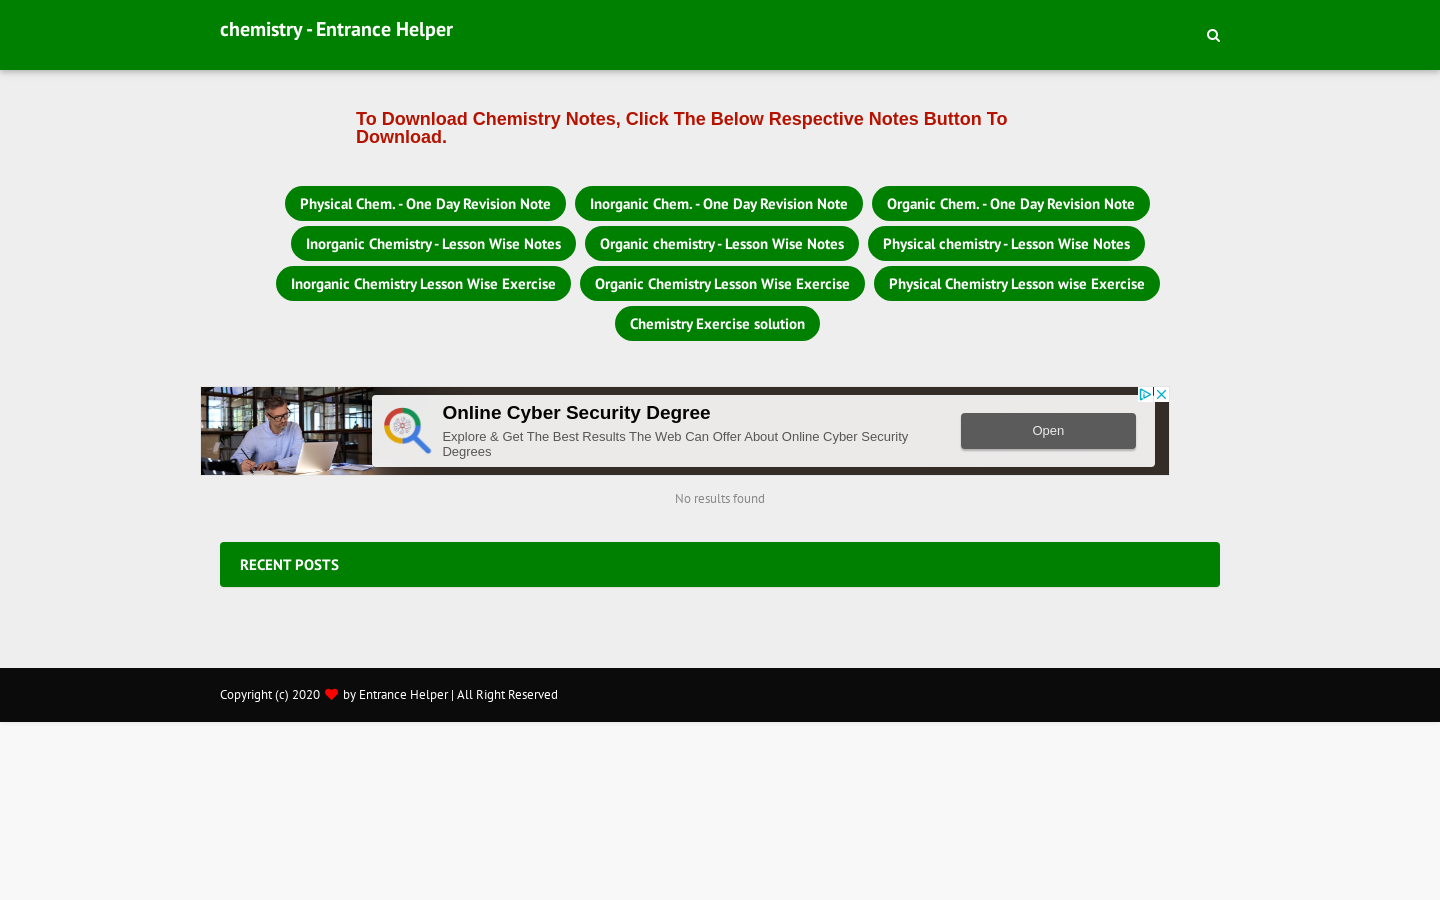 chemistry - Entrance Helper
To Download Chemistry Notes, Click The Below Respective Notes Button To
Download.
Physical Chem. - One Day Revision Note
Inorganic Chem. - One Day Revision Note
Organic Chem. - One Day Revision Note
Inorganic Chemistry - Lesson Wise Notes
Organic chemistry - Lesson Wise Notes
Physical chemistry - Lesson Wise Notes
Inorganic Chemistry Lesson Wise Exercise
Organic Chemistry Lesson Wise Exercise
Physical Chemistry Lesson wise Exercise
Chemistry Exercise solution
Online Cyber Security Degree
Explore & Get The Best Results The Web Can Offer About Online Cyber Security
Degrees
Open
No results found
RECENT POSTS
Copyright (c) 2020 ❤ by Entrance Helper | All Right Reserved